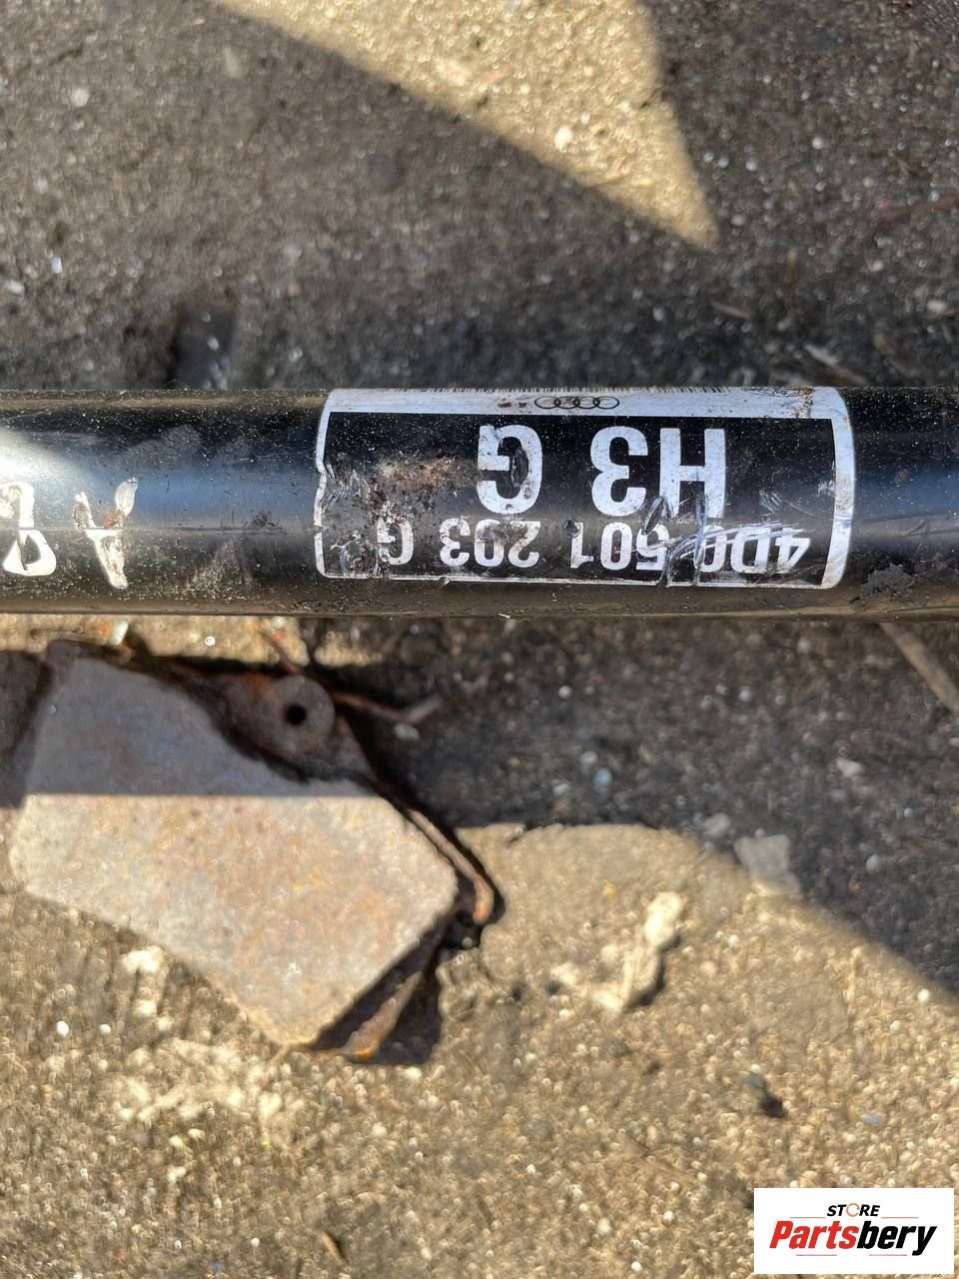 4D0 501 203 G
H3 G
STORE
Partsbery